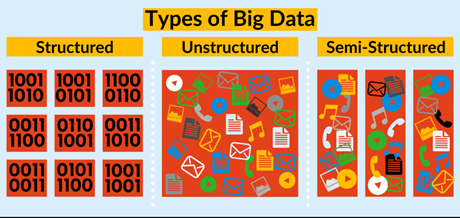 Types of Big Data
Structured
Unstructured
Semi-Structured
1001 1001 1100
1010 0101 0110
0011 0110 0011
1100 1001 1010
0011 0101 1001
0011 1100 1001